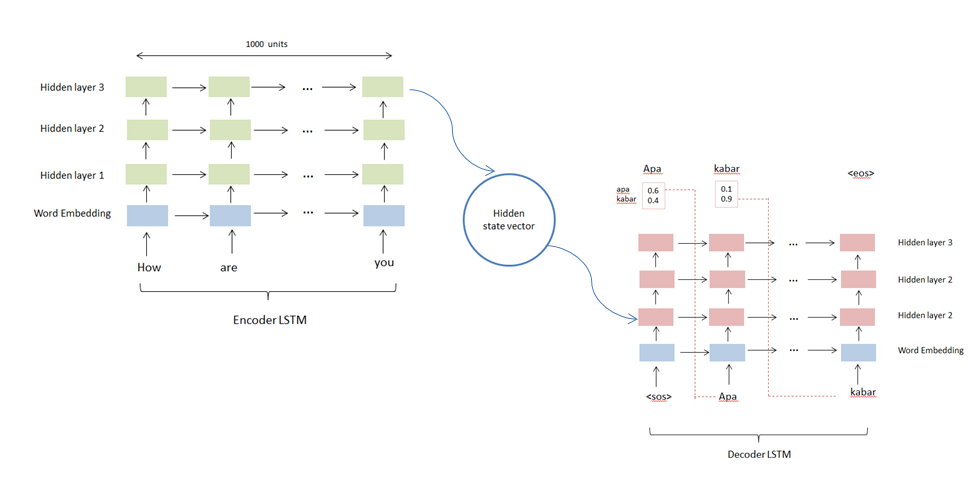 1000 units
Hidden layer 3
...
Hidden layer 2
...
Hidden layer 1
...
Word Embedding
...
How are you
Encoder LSTM
Hidden
state vector
Apa kabar <eos>
apa 0.6 0.1
kabar 0.4 0.9
... Hidden layer 3
... Hidden layer 2
... Hidden layer 2
... Word Embedding
<sos> Apa kabar
Decoder LSTM